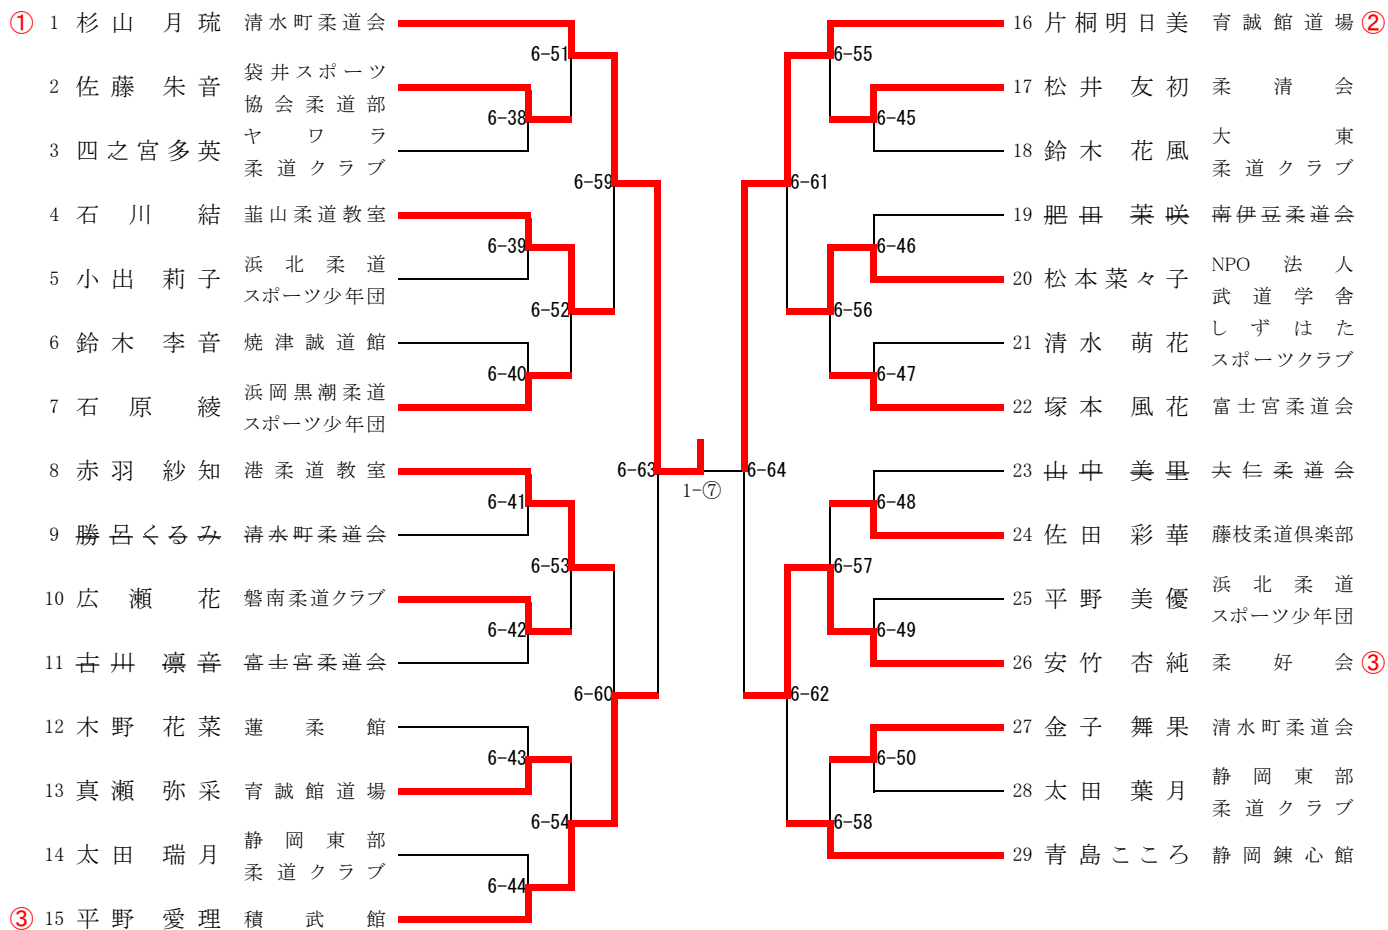 ① 1 杉山 月琉 清水町柔道会
6-51
2 佐藤 朱音 袋井スポーツ
協会柔道部
6-38
3 四之宮多英 ヤワラ
柔道クラブ
6-59
4 石川 結 韮山柔道教室
6-39
5 小出 莉子 浜北柔道
スポーツ少年団
6-52
6 鈴木 李音 焼津誠道館
6-40
7 石原 綾 浜岡黒潮柔道
スポーツ少年団
6-63
8 赤羽 紗知 港柔道教室
6-41
9 勝呂くるみ 清水町柔道会
6-53
10 広瀬 花 磐南柔道クラブ
6-42
11 古川 凛音 富士宮柔道会
6-60
12 木野 花菜 蓮柔館
6-43
13 真瀬 弥采 育誠館道場
6-54
14 太田 瑞月 静岡東部
柔道クラブ
6-44
③ 15 平野 愛理 積武館
1-⑦
16 片桐明日美 育誠館道場 ②
6-55
17 松井 友初 柔清会
6-45
18 鈴木 花風 大東
柔道クラブ
6-61
19 肥田 茉咲 南伊豆柔道会
6-46
20 松本菜々子 NPO法人
武道学舎
6-56
21 清水 萌花 しずはた
スポーツクラブ
6-47
22 塚本 風花 富士宮柔道会
6-64
23 山中 美里 大仁柔道会
6-48
24 佐田 彩華 藤枝柔道倶楽部
6-57
25 平野 美優 浜北柔道
スポーツ少年団
6-49
26 安竹 杏純 柔好会 ③
6-62
27 金子 舞果 清水町柔道会
6-50
28 太田 葉月 静岡東部
柔道クラブ
6-58
29 青島こころ 静岡錬心館